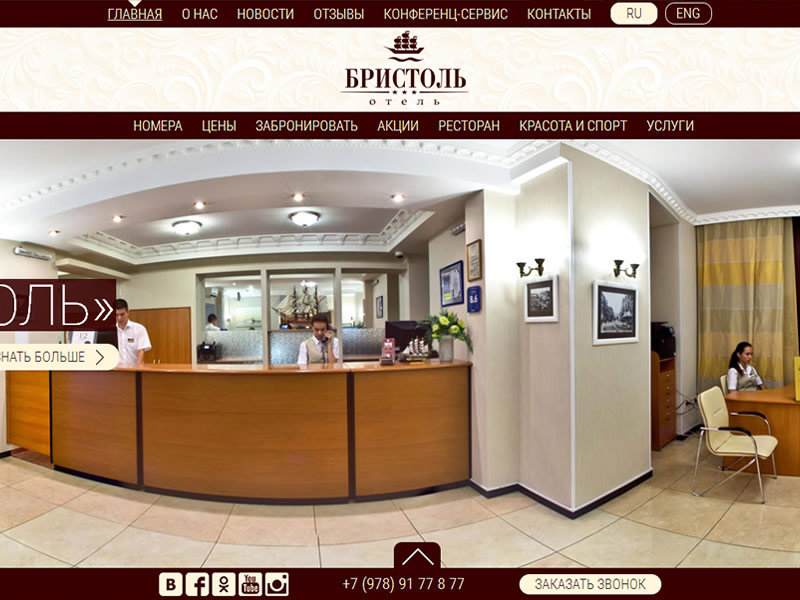 ГЛАВНАЯ О НАС НОВОСТИ ОТЗЫВЫ КОНФЕРЕНЦ-СЕРВИС КОНТАКТЫ RU ENG
БРИСТОЛЬ
отель
НОМЕРА ЦЕНЫ ЗАБРОНИРОВАТЬ АКЦИИ РЕСТОРАН КРАСОТА И СПОРТ УСЛУГИ
ОЛЬ»
НАТЬ БОЛЬШЕ
You Tube
+7 (978) 91 77 8 77 ЗАКАЗАТЬ ЗВОНОК